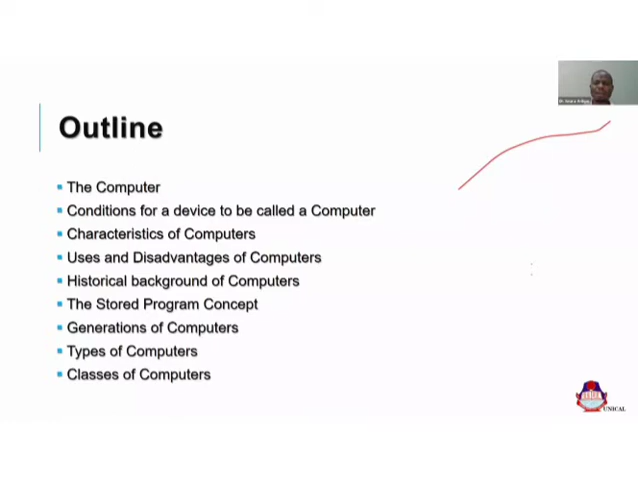 Outline
The Computer
Conditions for a device to be called a Computer
Characteristics of Computers
Uses and Disadvantages of Computers
Historical background of Computers
The Stored Program Concept
Generations of Computers
Types of Computers
Classes of Computers
UNICAL